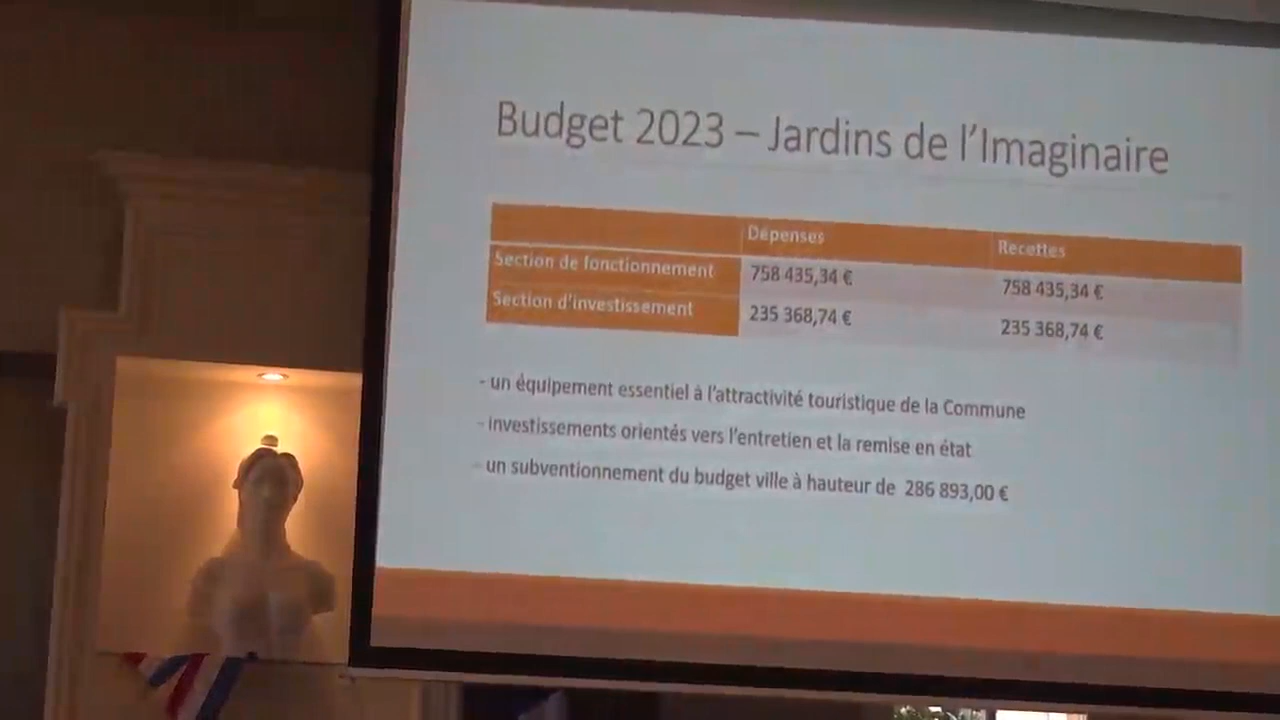 Budget 2023 – Jardins de l'Imaginaire
Dépenses Recettes
Section de fonctionnement 758 435,34 € 758 435,34 €
Section d'investissement 235 368,74 € 235 368,74 €
- un équipement essentiel à l'attractivité touristique de la Commune
- investissements orientés vers l'entretien et la remise en état
- un subventionnement du budget ville à hauteur de 286 893,00 €